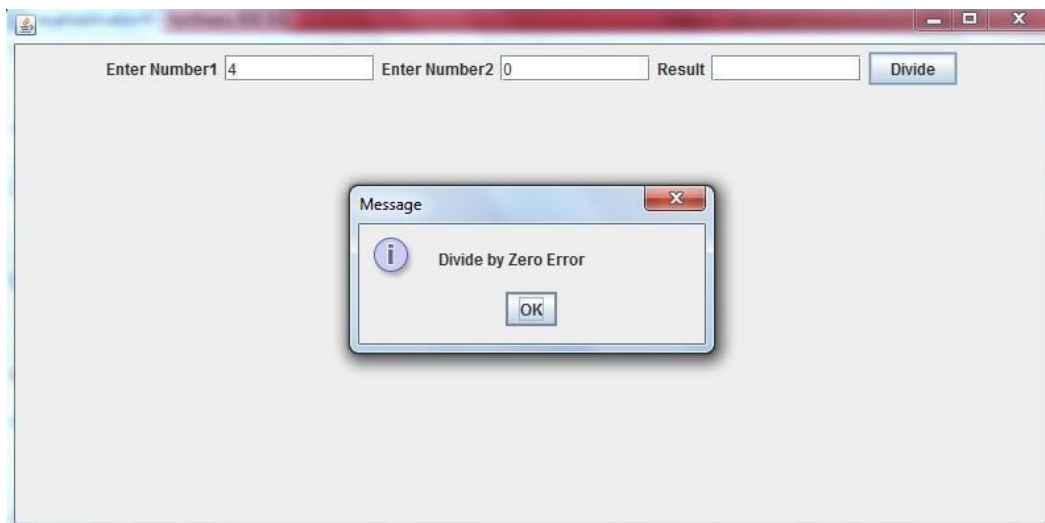 Enter Number1 4 Enter Number2 0 Result Divide
Message
Divide by Zero Error
OK